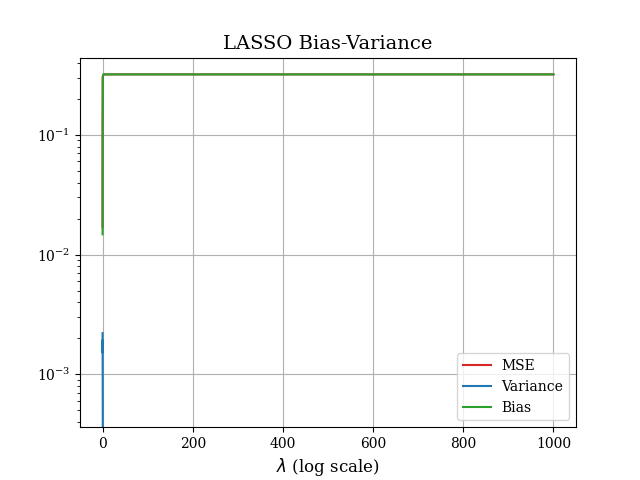 LASSO Bias-Variance
10⁻¹
10⁻²
10⁻³
MSE
Variance
Bias
0 200 400 600 800 1000
λ (log scale)